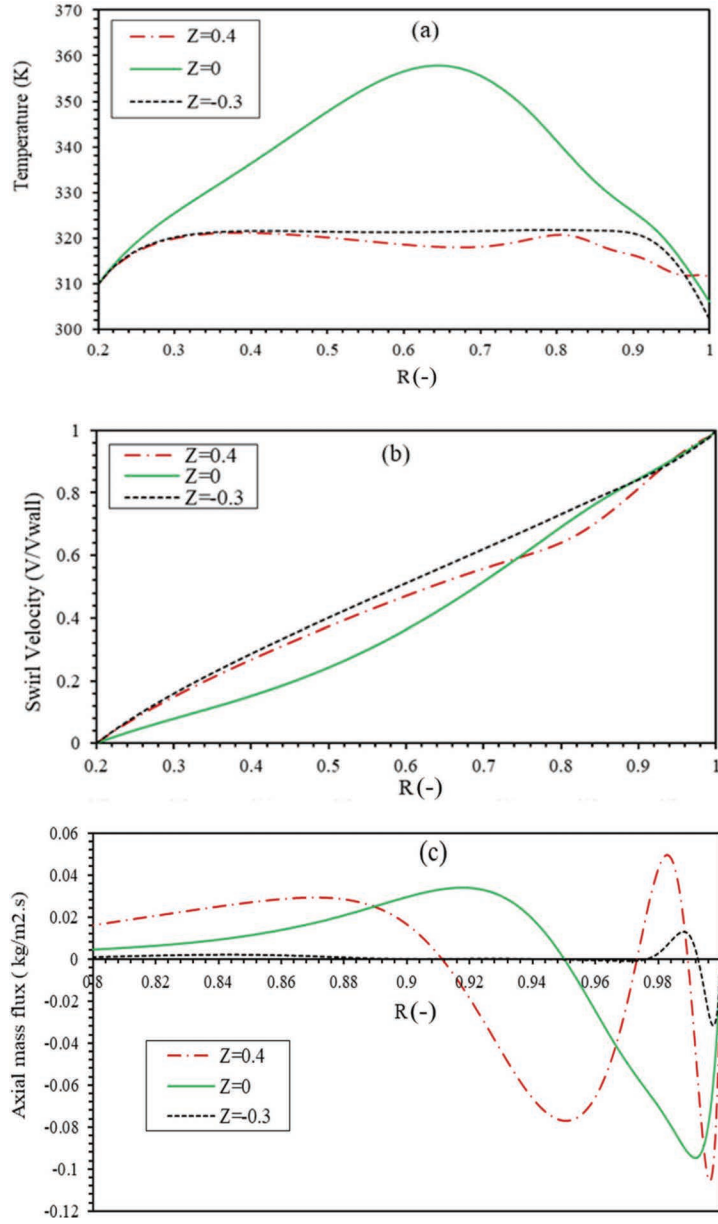 (a)
Z=0.4
Z=0
Z=-0.3
Temperature (K)
370
360
350
340
330
320
310
300
0.2
0.3
0.4
0.5
0.6
0.7
0.8
0.9
1
R(-)
(b)
Z=0.4
Z=0
Z=-0.3
Swirl Velocity (V/Vwall)
1
0.8
0.6
0.4
0.2
0
0.2
0.3
0.4
0.5
0.6
0.7
0.8
0.9
1
R(-)
(c)
Axial mass flux ( kg/m2.s)
0.06
0.04
0.02
0
-0.02
-0.04
-0.06
-0.08
-0.1
-0.12
0.8
0.82
0.84
0.86
0.88
0.9
0.92
0.94
0.96
0.98
R(-)
Z=0.4
Z=0
Z=-0.3